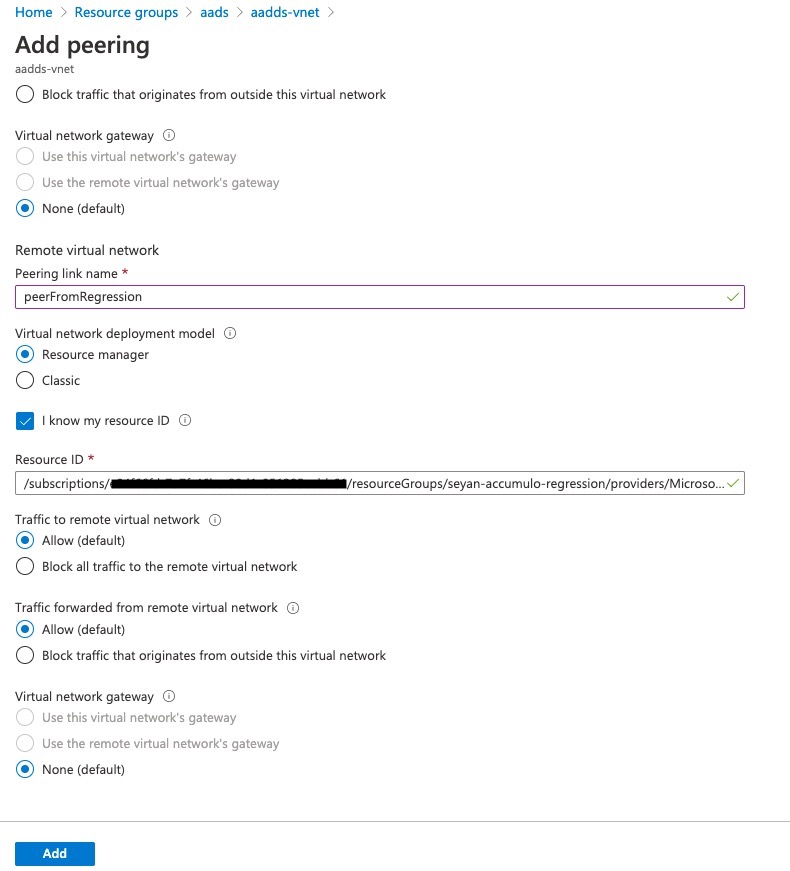 Home > Resource groups > aads > aadds-vnet >
Add peering
aadds-vnet
Block traffic that originates from outside this virtual network
Virtual network gateway
Use this virtual network's gateway
Use the remote virtual network's gateway
None (default)
Remote virtual network
Peering link name *
peerFromRegression
Virtual network deployment model
Resource manager
Classic
I know my resource ID
Resource ID *
/subscriptions/ /resourceGroups/seyan-accumulo-regression/providers/Microso...
Traffic to remote virtual network
Allow (default)
Block all traffic to the remote virtual network
Traffic forwarded from remote virtual network
Allow (default)
Block traffic that originates from outside this virtual network
Virtual network gateway
Use this virtual network's gateway
Use the remote virtual network's gateway
None (default)
Add